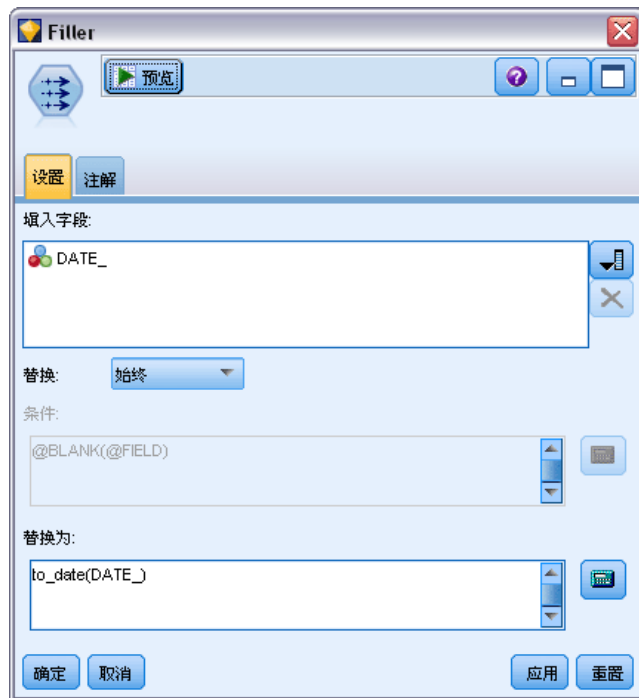 Filler
预览
设置 注解
填入字段:
DATE_
替换: 始终
条件:
@BLANK(@FIELD)
替换为:
to_date(DATE_)
确定 取消 应用 重置